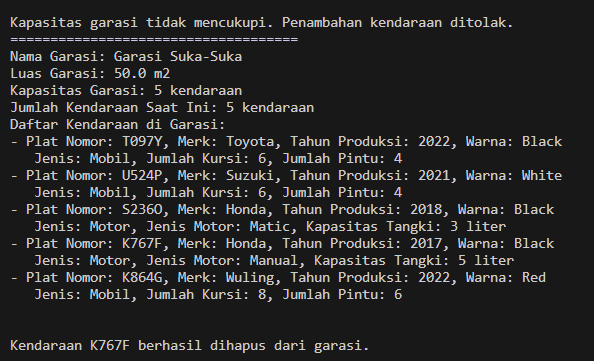 Kapasitas garasi tidak mencukupi. Penambahan kendaraan ditolak.
====================================
Nama Garasi: Garasi Suka-Suka
Luas Garasi: 50.0 m2
Kapasitas Garasi: 5 kendaraan
Jumlah Kendaraan Saat Ini: 5 kendaraan
Daftar Kendaraan di Garasi:
- Plat Nomor: T097Y, Merk: Toyota, Tahun Produksi: 2022, Warna: Black
   Jenis: Mobil, Jumlah Kursi: 6, Jumlah Pintu: 4
- Plat Nomor: U524P, Merk: Suzuki, Tahun Produksi: 2021, Warna: White
   Jenis: Mobil, Jumlah Kursi: 6, Jumlah Pintu: 4
- Plat Nomor: S236O, Merk: Honda, Tahun Produksi: 2018, Warna: Black
   Jenis: Motor, Jenis Motor: Matic, Kapasitas Tangki: 3 liter
- Plat Nomor: K767F, Merk: Honda, Tahun Produksi: 2017, Warna: Black
   Jenis: Motor, Jenis Motor: Manual, Kapasitas Tangki: 5 liter
- Plat Nomor: K864G, Merk: Wuling, Tahun Produksi: 2022, Warna: Red
   Jenis: Mobil, Jumlah Kursi: 8, Jumlah Pintu: 6
Kendaraan K767F berhasil dihapus dari garasi.